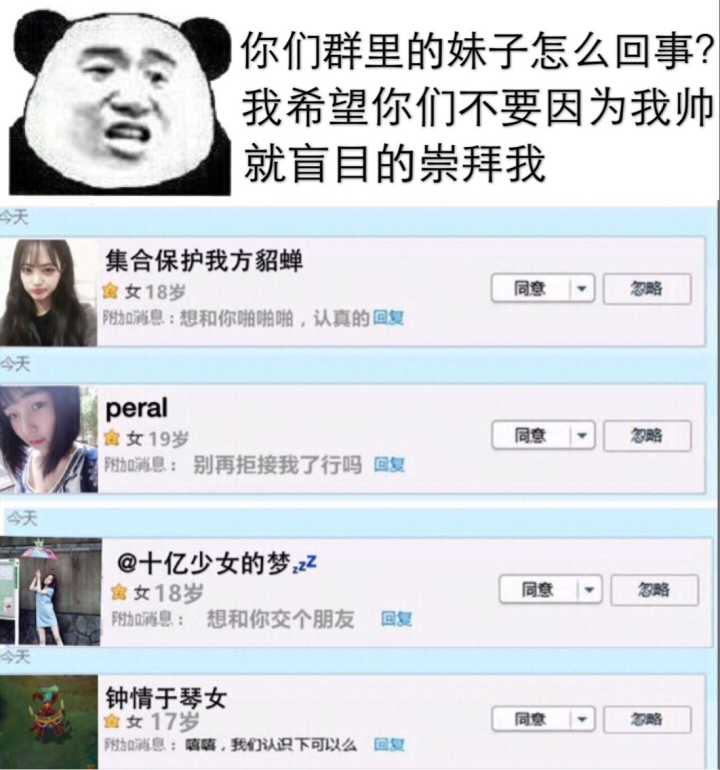 你们群里的妹子怎么回事?
我希望你们不要因为我帅
就盲目的崇拜我
今天
集合保护我方貂蝉
女 18岁
附加消息:想和你啪啪啪,认真的 回复
同意
忽略
今天
peral
女 19岁
附加消息: 别再拒接我了行吗 回复
同意
忽略
今天
@十亿少女的梦zzZ
女 18岁
附加消息: 想和你交个朋友 回复
同意
忽略
今天
钟情于琴女
女 17岁
附加消息: 嘻嘻,我们认识下可以么 回复
同意
忽略